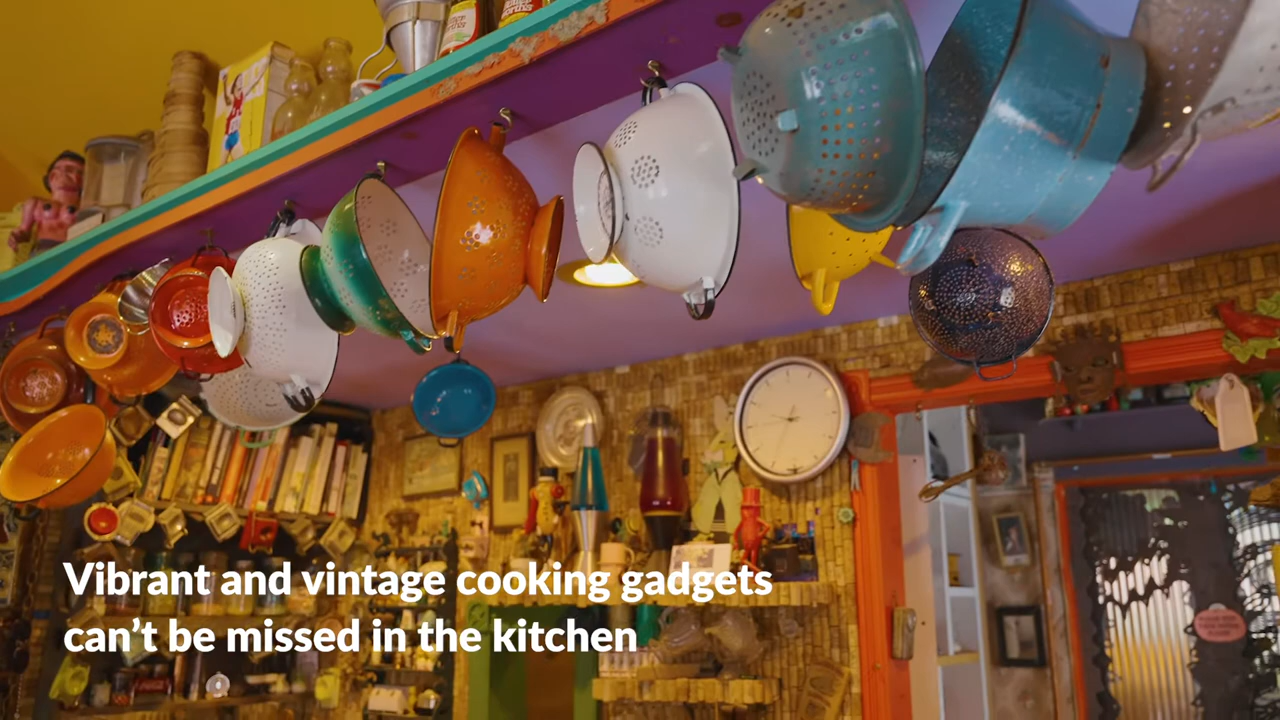 Vibrant and vintage cooking gadgets
can't be missed in the kitchen